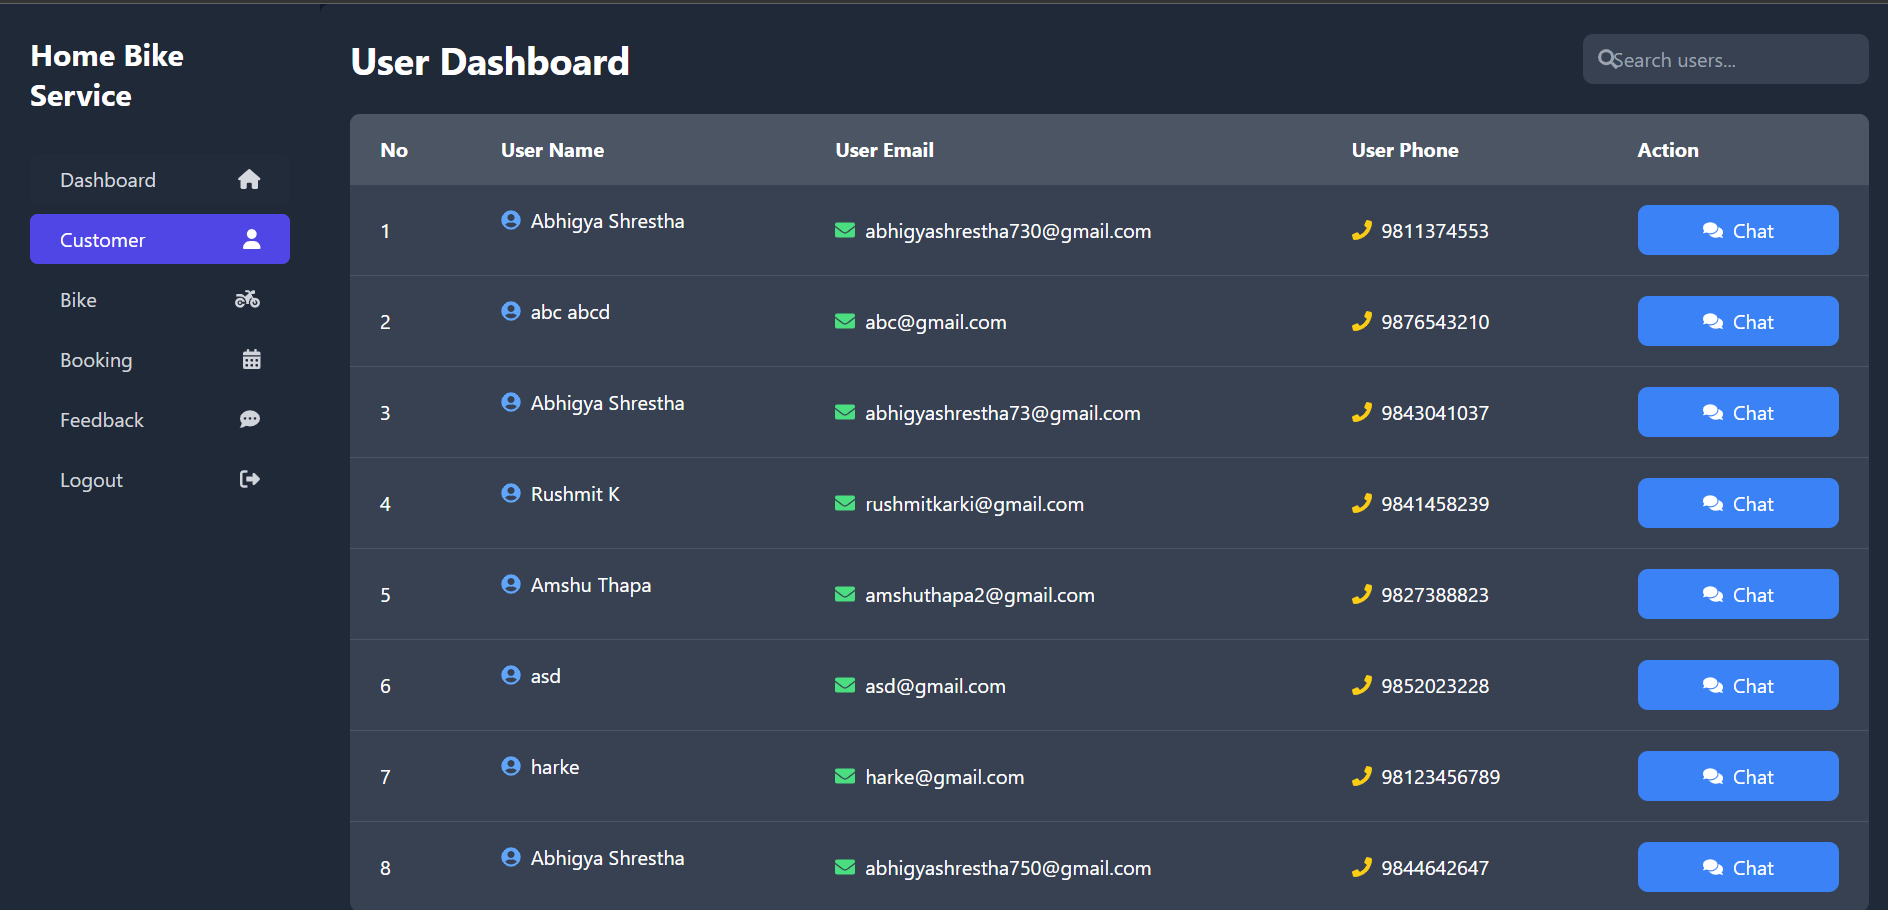 Home Bike
Service
Dashboard
Customer
Bike
Booking
Feedback
Logout
User Dashboard
Search users...
No User Name User Email User Phone Action
1 Abhigya Shrestha abhigyashrestha730@gmail.com 9811374553 Chat
2 abc abcd abc@gmail.com 9876543210 Chat
3 Abhigya Shrestha abhigyashrestha73@gmail.com 9843041037 Chat
4 Rushmit K rushmitkarki@gmail.com 9841458239 Chat
5 Amshu Thapa amshuthapa2@gmail.com 9827388823 Chat
6 asd asd@gmail.com 9852023228 Chat
7 harke harke@gmail.com 98123456789 Chat
8 Abhigya Shrestha abhigyashrestha750@gmail.com 9844642647 Chat